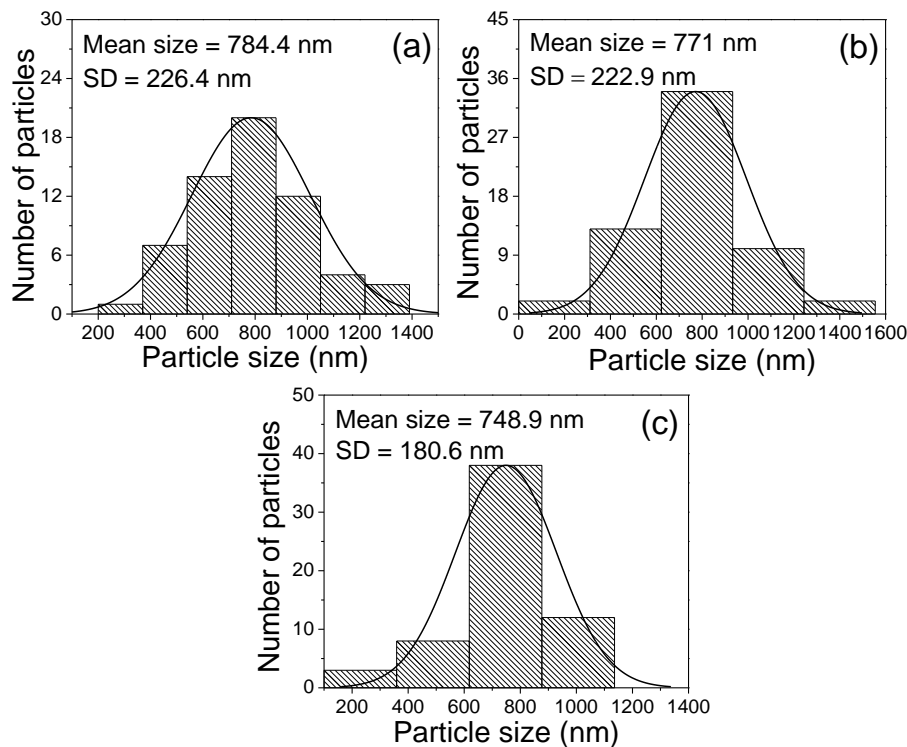 Mean size = 784.4 nm
SD = 226.4 nm
(a)
Number of particles
30
24
18
12
6
0
200 400 600 800 1000 1200 1400
Particle size (nm)
Mean size = 771 nm
SD = 222.9 nm
(b)
Number of particles
45
36
27
18
9
0
0 200 400 600 800 1000 1200 1400 1600
Particle size (nm)
Mean size = 748.9 nm
SD = 180.6 nm
(c)
Number of particles
50
40
30
20
10
0
200 400 600 800 1000 1200 1400
Particle size (nm)